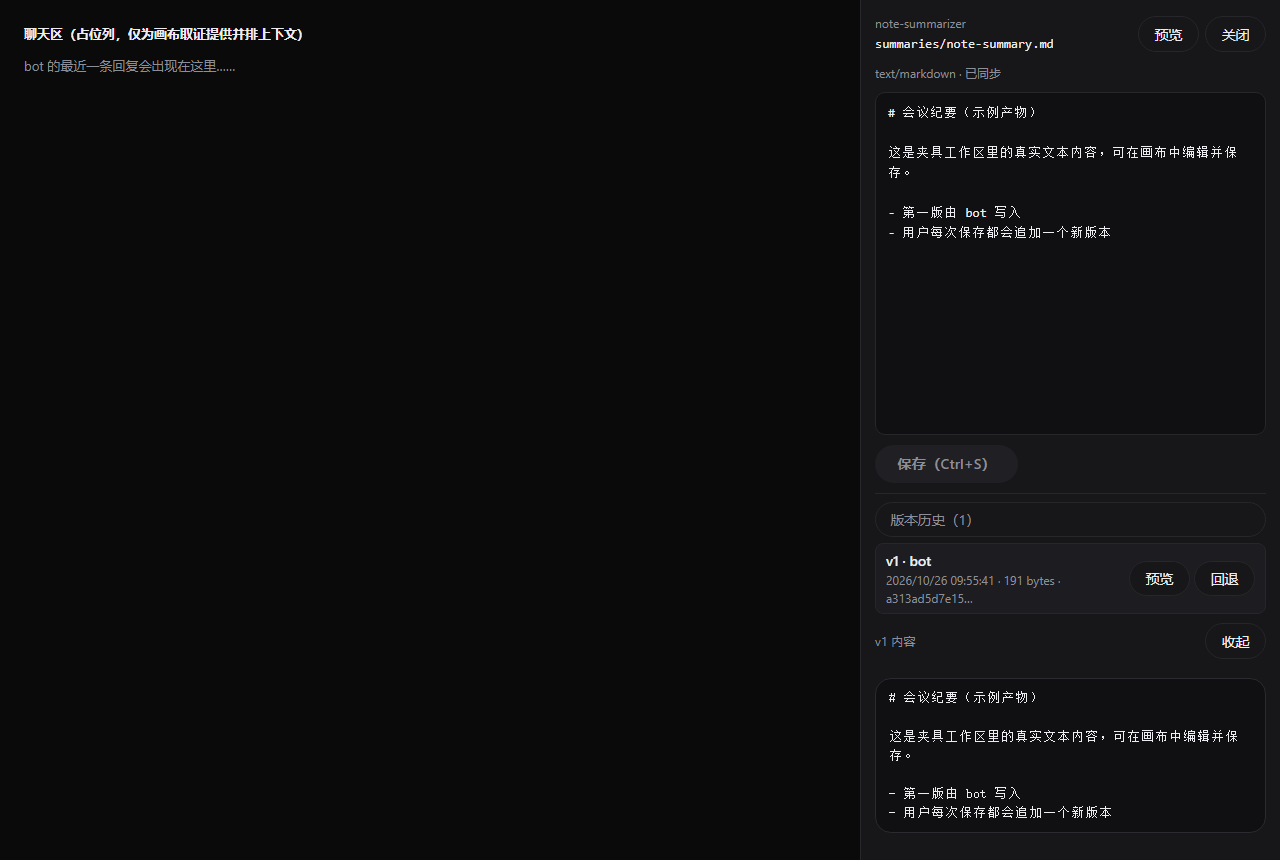 聊天区（占位列，仅为画布取证提供并排上下文）
bot 的最近一条回复会出现在这里……
note-summarizer
summaries/note-summary.md
预览
关闭
text/markdown · 已同步
# 会议纪要（示例产物）
这是夹具工作区里的真实文本内容，可在画布中编辑并保
存。
- 第一版由 bot 写入
- 用户每次保存都会追加一个新版本
保存（Ctrl+S）
版本历史（1）
v1 · bot
2026/10/26 09:55:41 · 191 bytes ·
a313ad5d7e15…
预览
回退
v1 内容
收起
# 会议纪要（示例产物）
这是夹具工作区里的真实文本内容，可在画布中编辑并保
存。
- 第一版由 bot 写入
- 用户每次保存都会追加一个新版本